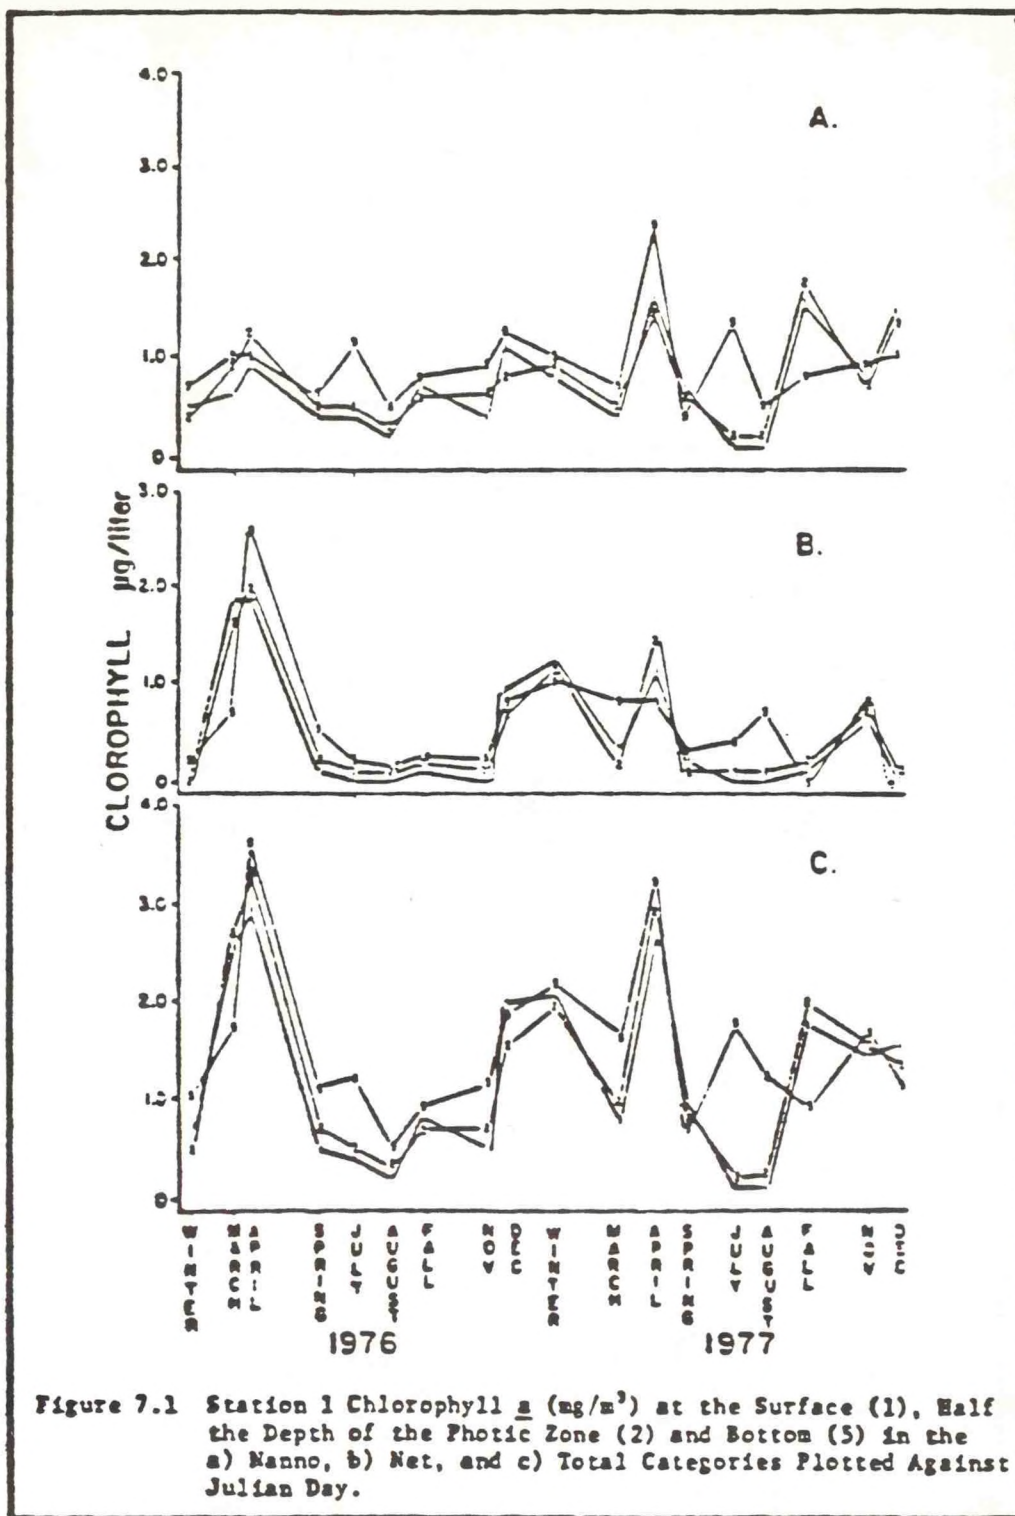 4.0
3.0
2.0
1.0
0
A.
CLOROPHYLL µg/liter
3.0
2.0
1.0
0
B.
4.0
3.0
2.0
1.0
0
C.
WINTER MARCH APRIL SPRING JULY AUGUST FALL NOV DEC WINTER MARCH APRIL SPRING JULY AUGUST FALL NOV DEC
1976 1977
Figure 7.1 Station 1 Chlorophyll a (mg/m³) at the Surface (1), Half
the Depth of the Photic Zone (2) and Bottom (5) in the
a) Nanno, b) Net, and c) Total Categories Plotted Against
Julian Day.